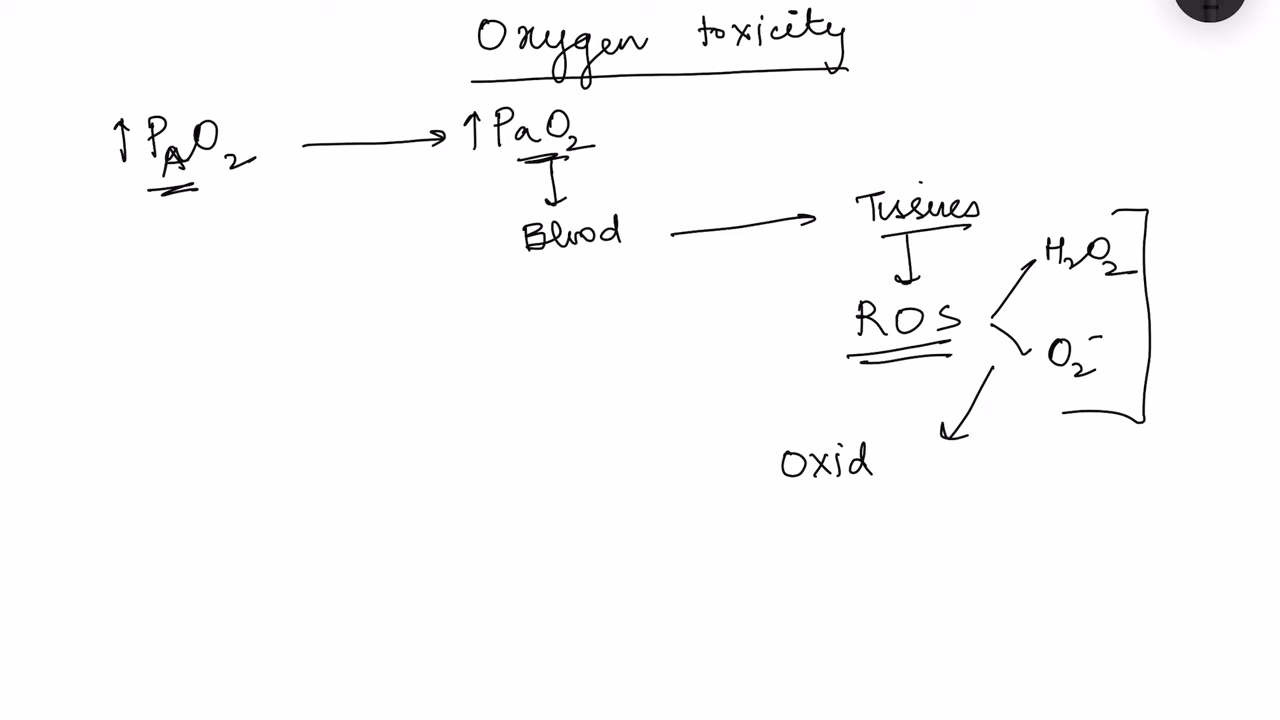 Oxygen toxicity
↑ PAO2 → ↑ PaO2
Blood → Tissues
ROS
H2O2
O2-
Oxid